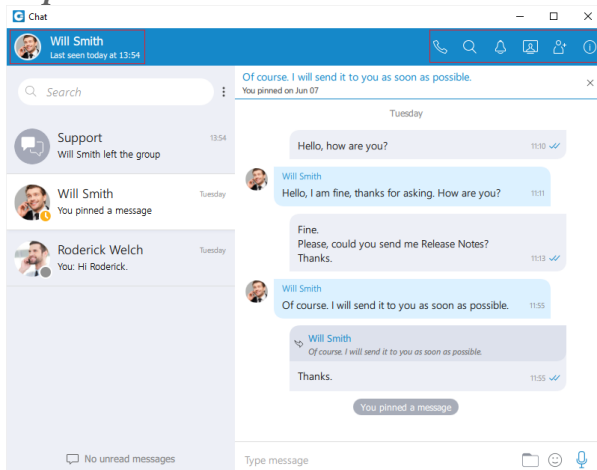 Chat
Will Smith
Last seen today at 13:54
Search
Support 13:54
Will Smith left the group
Will Smith Tuesday
You pinned a message
Roderick Welch Tuesday
You: Hi Roderick.
No unread messages
Of course. I will send it to you as soon as possible.
You pinned on Jun 07
Tuesday
Hello, how are you? 11:10
Will Smith
Hello, I am fine, thanks for asking. How are you? 11:11
Fine.
Please, could you send me Release Notes?
Thanks. 11:13
Will Smith
Of course. I will send it to you as soon as possible. 11:55
Will Smith
Of course. I will send it to you as soon as possible.
Thanks. 11:55
You pinned a message
Type message